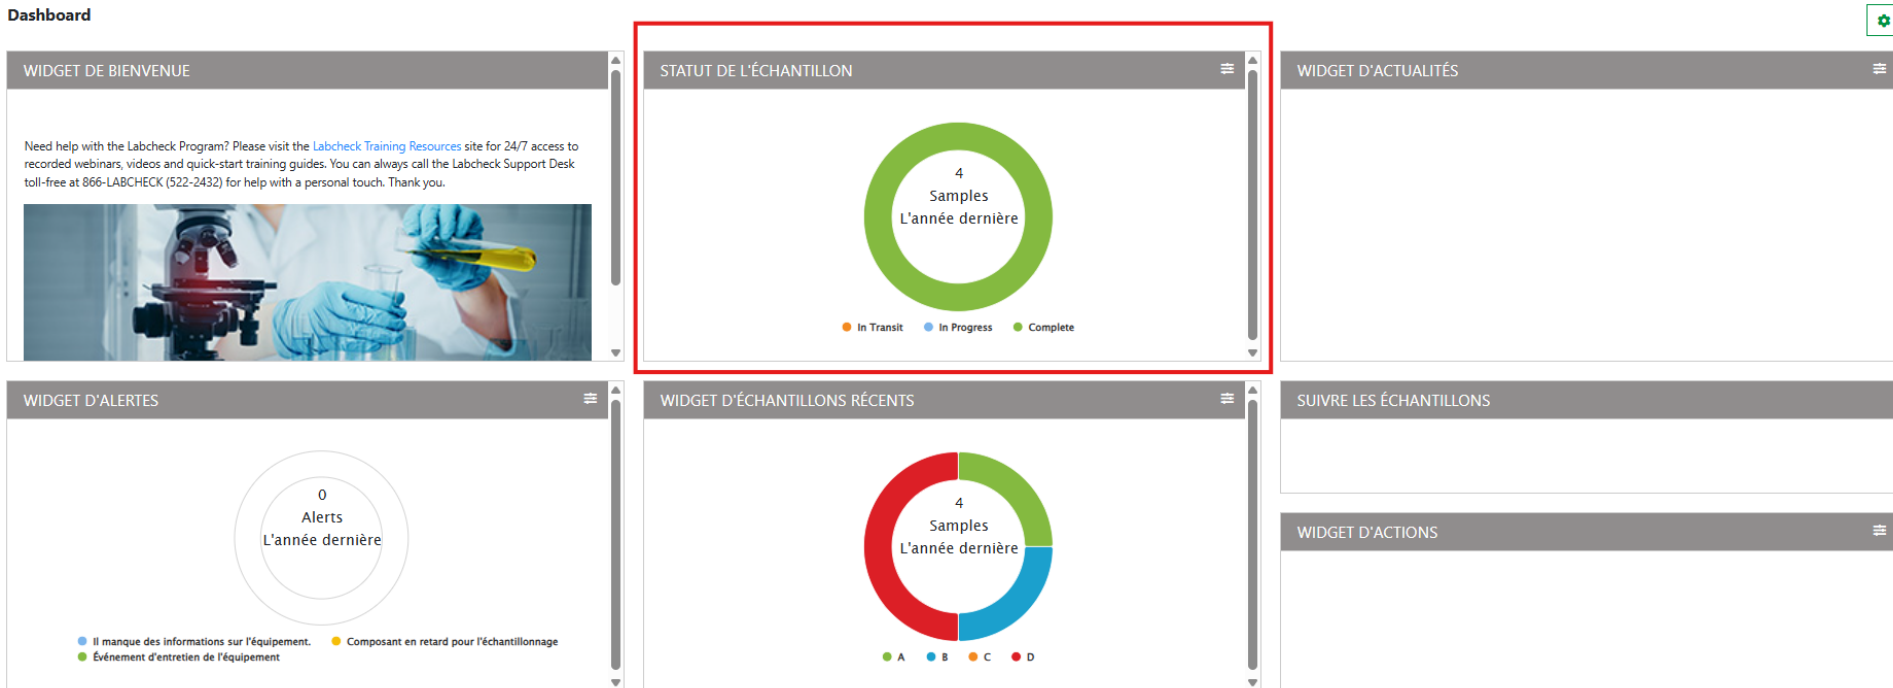 Dashboard
WIDGET DE BIENVENUE
Need help with the Labcheck Program? Please visit the Labcheck Training Resources site for 24/7 access to
recorded webinars, videos and quick-start training guides. You can always call the Labcheck Support Desk
toll-free at 866-LABCHECK (522-2432) for help with a personal touch. Thank you.
STATUT DE L'ÉCHANTILLON
4
Samples
L'année dernière
In Transit In Progress Complete
WIDGET D'ACTUALITÉS
WIDGET D'ALERTES
0
Alerts
L'année dernière
Il manque des informations sur l'équipement. Composant en retard pour l'échantillonnage
Événement d'entretien de l'équipement
WIDGET D'ÉCHANTILLONS RÉCENTS
4
Samples
L'année dernière
A B C D
SUIVRE LES ÉCHANTILLONS
WIDGET D'ACTIONS